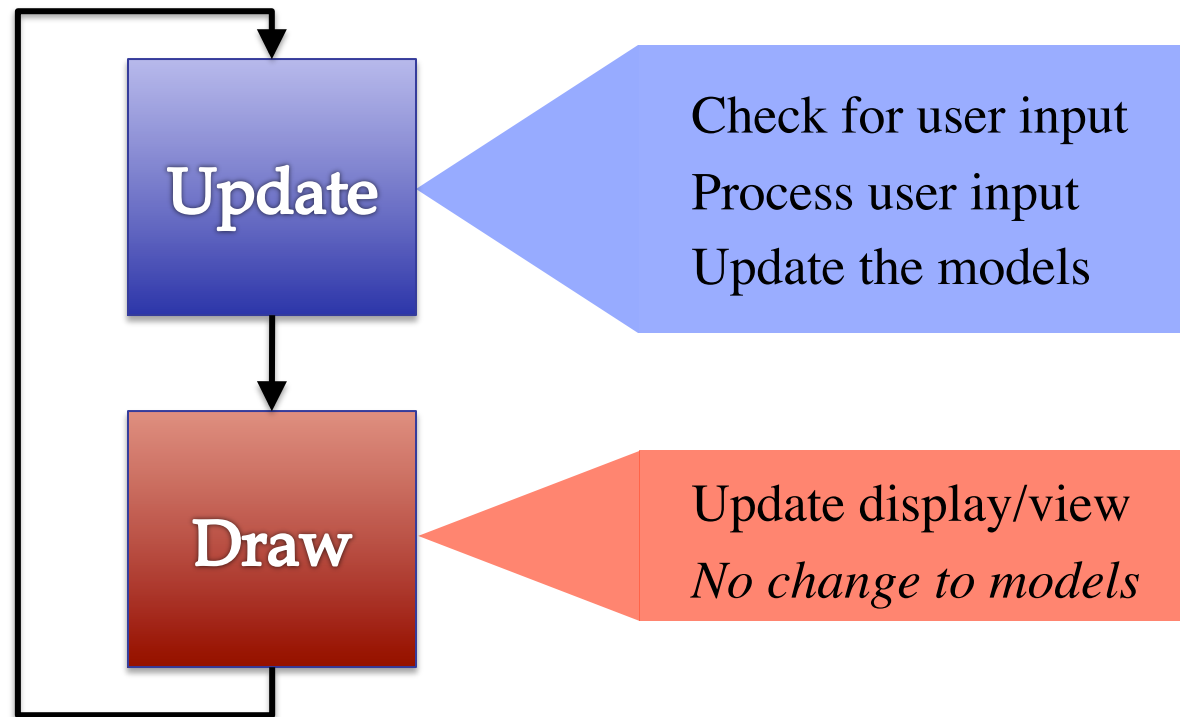 Update
Check for user input
Process user input
Update the models
Draw
Update display/view
No change to models